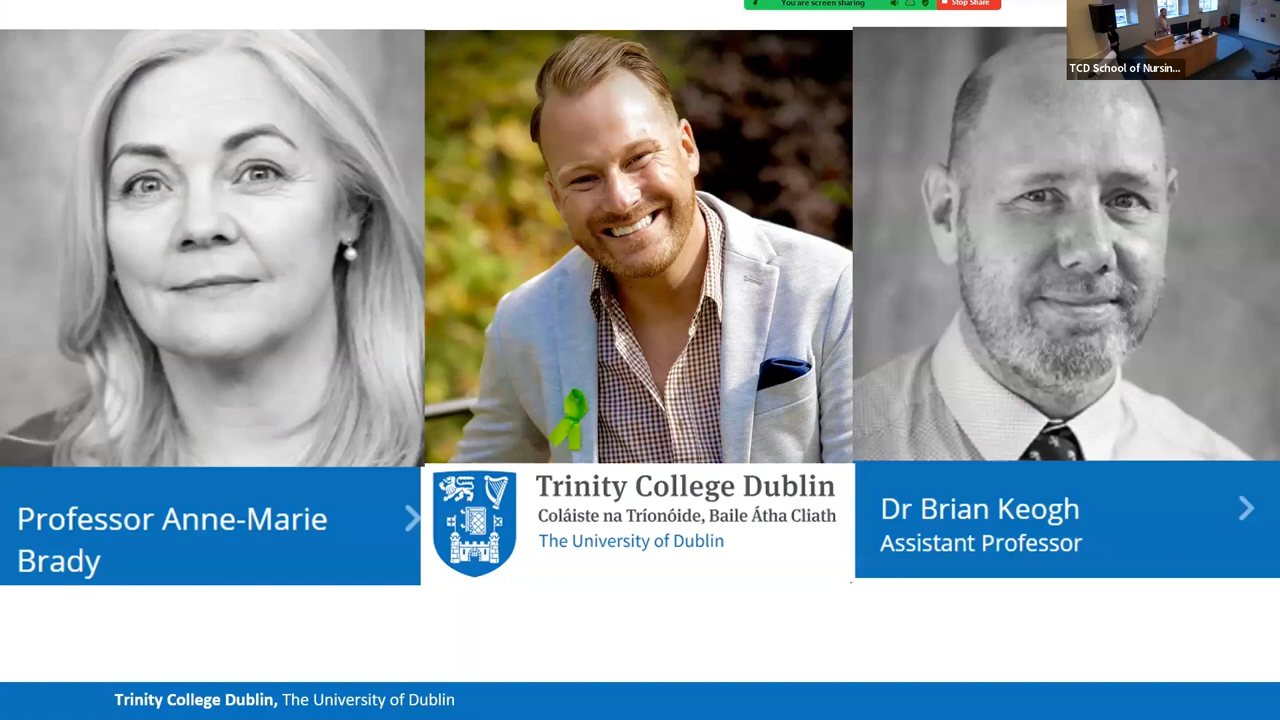 You are screen sharing
Stop Share
TCD School of Nursin...
Professor Anne-Marie
Brady
Trinity College Dublin
Coláiste na Tríonóide, Baile Átha Cliath
The University of Dublin
Dr Brian Keogh
Assistant Professor
Trinity College Dublin, The University of Dublin